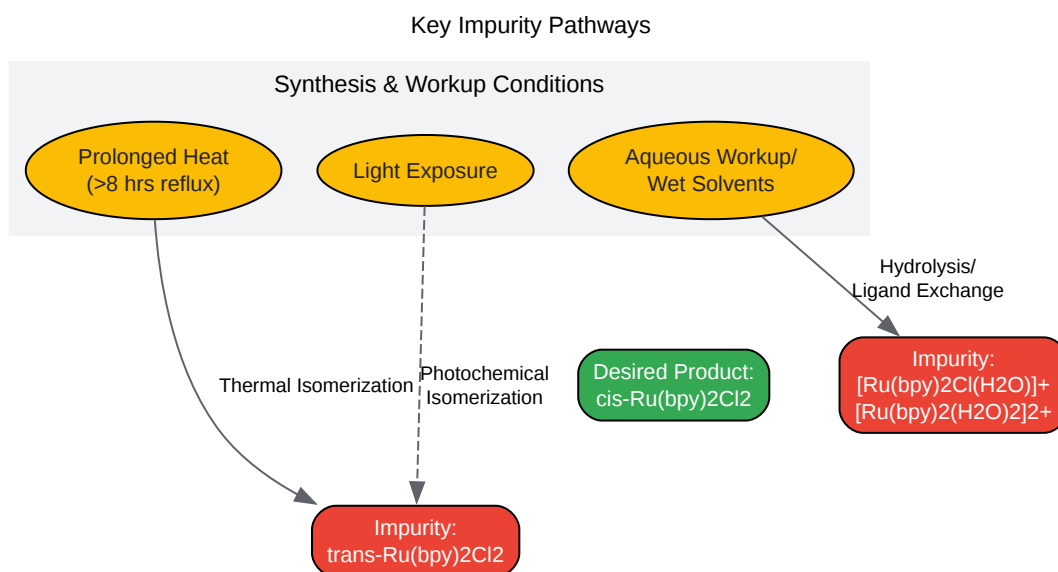 Key Impurity Pathways
Synthesis & Workup Conditions
Prolonged Heat
(>8 hrs reflux)
Light Exposure
Aqueous Workup/
Wet Solvents
Hydrolysis/
Ligand Exchange
Thermal Isomerization
Photochemical
Isomerization
Desired Product:
cis-Ru(bpy)2Cl2
Impurity:
[Ru(bpy)2Cl(H2O)]+
[Ru(bpy)2(H2O)2]2+
Impurity:
trans-Ru(bpy)2Cl2